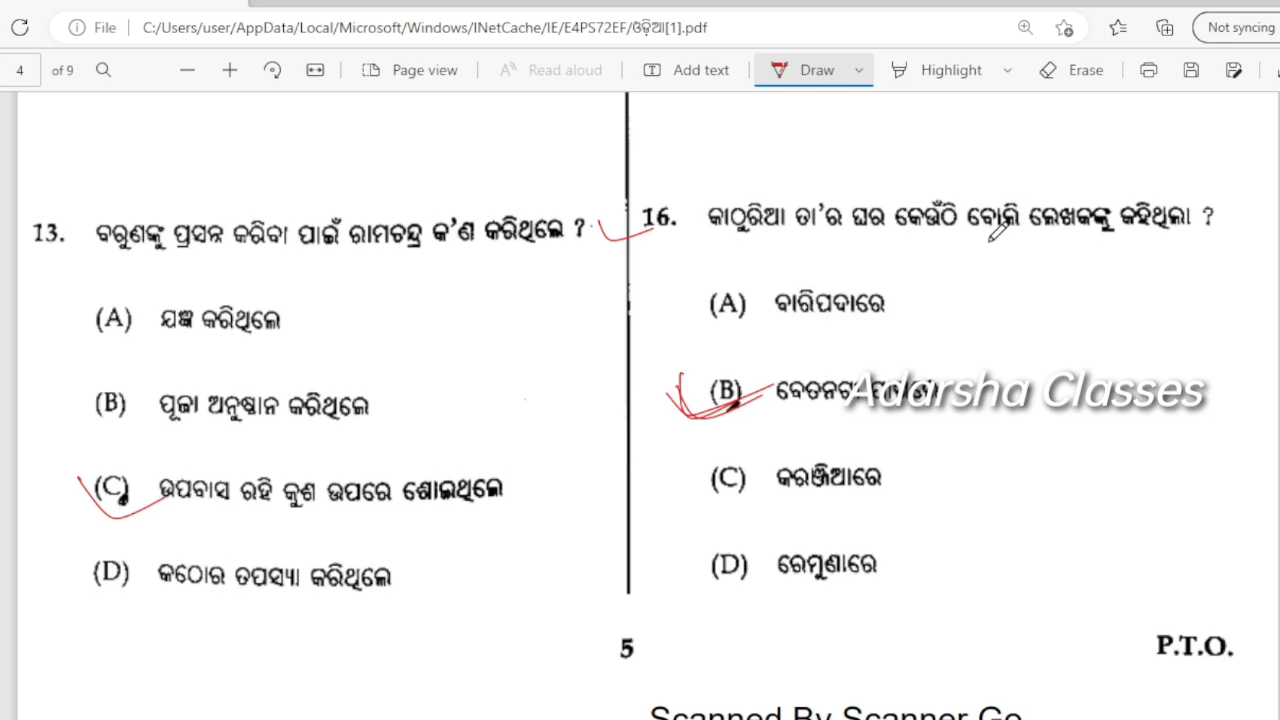 File C:/Users/user/AppData/Local/Microsoft/Windows/INetCache/IE/E4PS72EF/ଓଡ଼ିଆ[1].pdf Not syncing
4 of 9 Page view Read aloud Add text Draw Highlight Erase
13. ବରୁଣଙ୍କୁ ପ୍ରସନ୍ନ କରିବା ପାଇଁ ରାମଚନ୍ଦ୍ର କ'ଣ କରିଥିଲେ ?
(A) ଯଜ୍ଞ କରିଥିଲେ
(B) ପୂଜା ଅନୁଷ୍ଠାନ କରିଥିଲେ
(C) ଉପବାସ ରହି କୁଶ ଉପରେ ଶୋଇଥିଲେ
(D) କଠୋର ତପସ୍ୟା କରିଥିଲେ
16. କାଠୁରିଆ ତା'ର ଘର କେଉଁଠି ବୋଲି ଲେଖକଙ୍କୁ କହିଥିଲା ?
(A) ବାରିପଦାରେ
(B)
Adarsha Classes
(C) କରାଞ୍ଜିଆରେ
(D) ରେମୁଣାରେ
5
P.T.O.
Scanned By Scanner Go